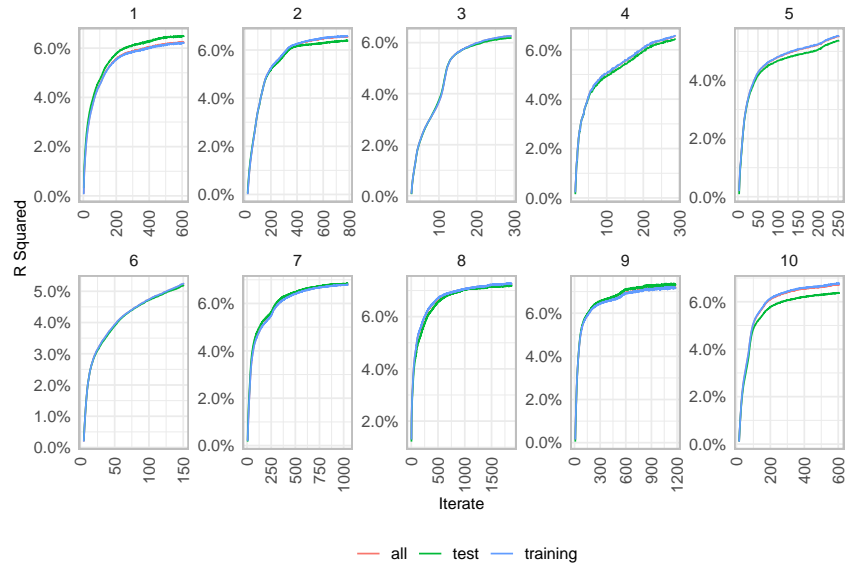 1 2 3 4 5
6.0% 6.0% 6.0% 6.0% 4.0%
4.0% 4.0% 4.0% 4.0% 2.0%
2.0% 2.0% 2.0% 2.0% 0.0%
0.0% 0.0% 0.0% 0.0%
0 200 400 600 0 200 400 600 800 100 200 300 100 200 300 0 50 100 150 200 250
R Squared
6 7 8 9 10
5.0% 6.0% 6.0% 6.0% 6.0%
4.0% 4.0% 4.0% 4.0% 4.0%
3.0% 2.0% 2.0% 2.0% 2.0%
2.0% 0.0% 0.0% 0.0%
1.0%
0.0%
0 50 100 150 0 250 500 750 1000 0 500 1000 1500 0 300 600 900 1200 0 200 400 600
Iterate
all test training